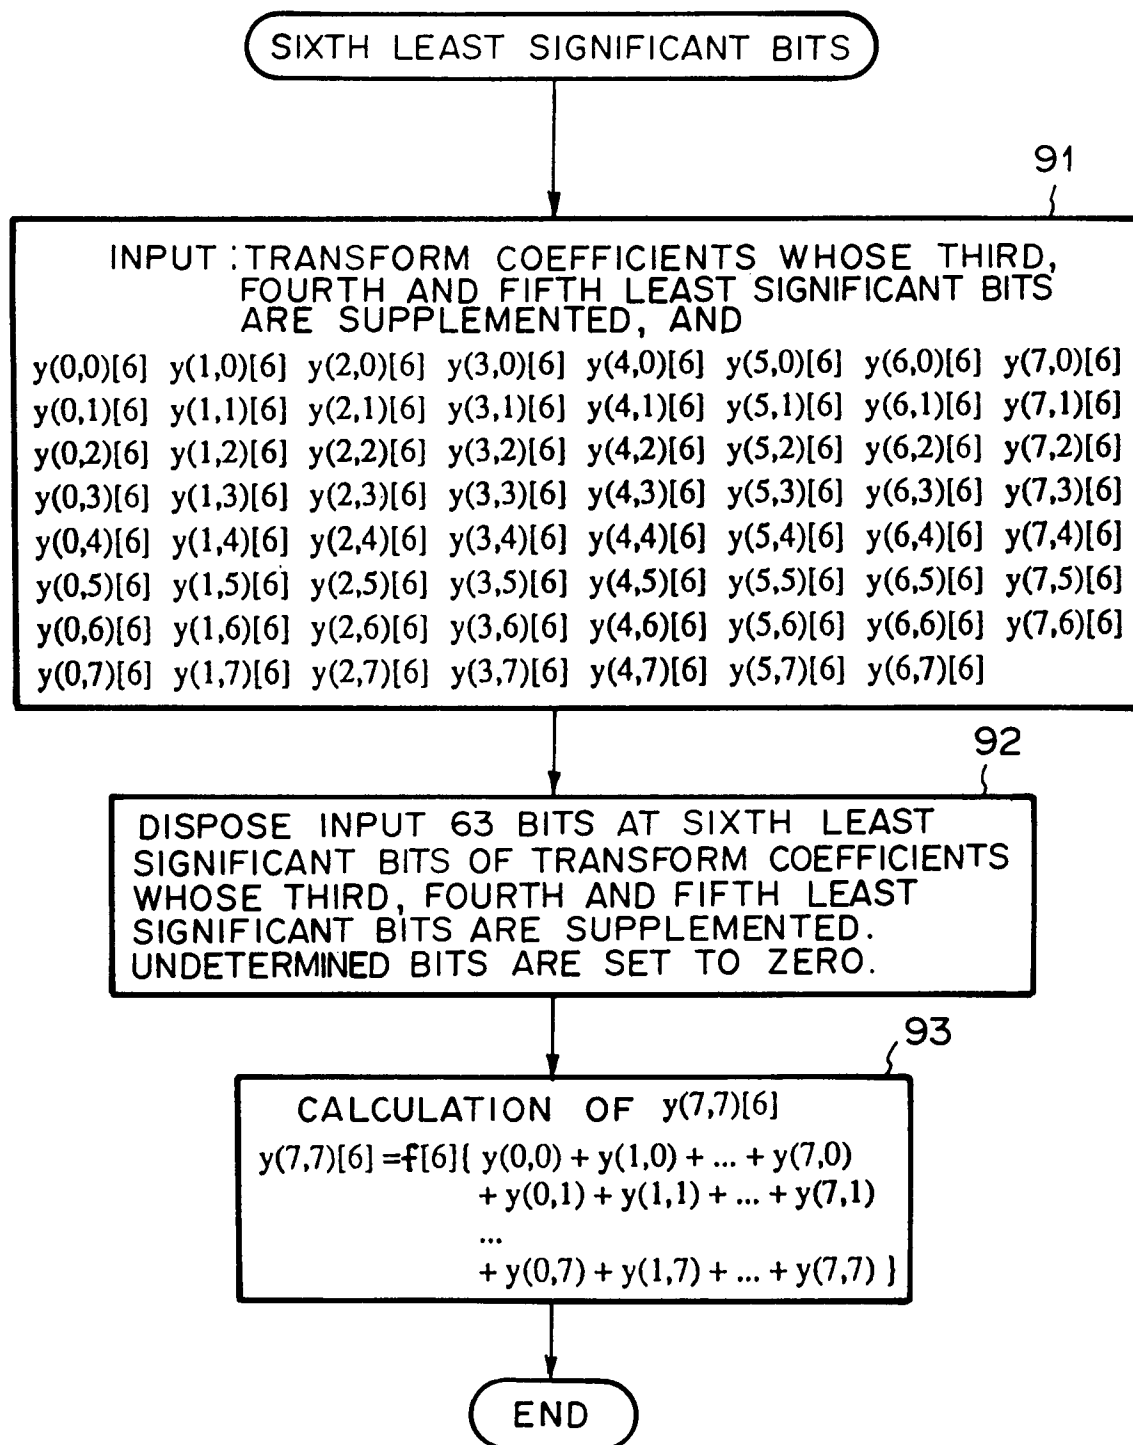 SIXTH LEAST SIGNIFICANT BITS
91
INPUT : TRANSFORM COEFFICIENTS WHOSE THIRD,
FOURTH AND FIFTH LEAST SIGNIFICANT BITS
ARE SUPPLEMENTED, AND
y(0,0)[6] y(1,0)[6] y(2,0)[6] y(3,0)[6] y(4,0)[6] y(5,0)[6] y(6,0)[6] y(7,0)[6]
y(0,1)[6] y(1,1)[6] y(2,1)[6] y(3,1)[6] y(4,1)[6] y(5,1)[6] y(6,1)[6] y(7,1)[6]
y(0,2)[6] y(1,2)[6] y(2,2)[6] y(3,2)[6] y(4,2)[6] y(5,2)[6] y(6,2)[6] y(7,2)[6]
y(0,3)[6] y(1,3)[6] y(2,3)[6] y(3,3)[6] y(4,3)[6] y(5,3)[6] y(6,3)[6] y(7,3)[6]
y(0,4)[6] y(1,4)[6] y(2,4)[6] y(3,4)[6] y(4,4)[6] y(5,4)[6] y(6,4)[6] y(7,4)[6]
y(0,5)[6] y(1,5)[6] y(2,5)[6] y(3,5)[6] y(4,5)[6] y(5,5)[6] y(6,5)[6] y(7,5)[6]
y(0,6)[6] y(1,6)[6] y(2,6)[6] y(3,6)[6] y(4,6)[6] y(5,6)[6] y(6,6)[6] y(7,6)[6]
y(0,7)[6] y(1,7)[6] y(2,7)[6] y(3,7)[6] y(4,7)[6] y(5,7)[6] y(6,7)[6]
92
DISPOSE INPUT 63 BITS AT SIXTH LEAST
SIGNIFICANT BITS OF TRANSFORM COEFFICIENTS
WHOSE THIRD, FOURTH AND FIFTH LEAST
SIGNIFICANT BITS ARE SUPPLEMENTED.
UNDETERMINED BITS ARE SET TO ZERO.
93
CALCULATION OF y(7,7)[6]
y(7,7)[6] =f[6]{ y(0,0) + y(1,0) + ... + y(7,0)
+ y(0,1) + y(1,1) + ... + y(7,1)
...
+ y(0,7) + y(1,7) + ... + y(7,7) }
END